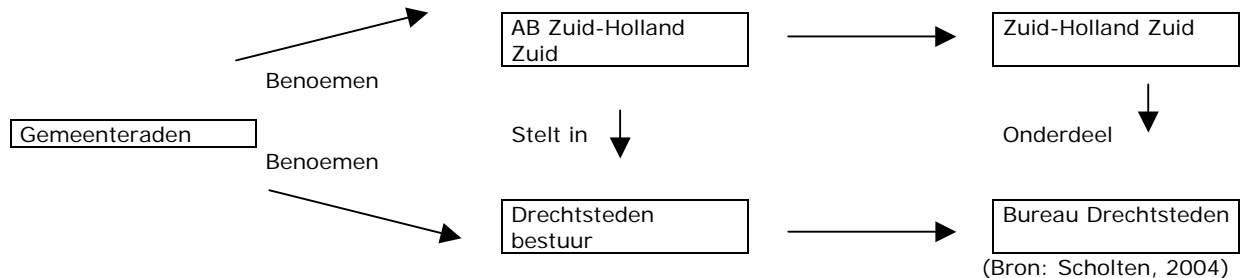 AB Zuid-Holland
Zuid
Zuid-Holland Zuid
Benoemen
Gemeenteraden
Stelt in
Onderdeel
Benoemen
Drechtsteden
bestuur
Bureau Drechtsteden
(Bron: Scholten, 2004)